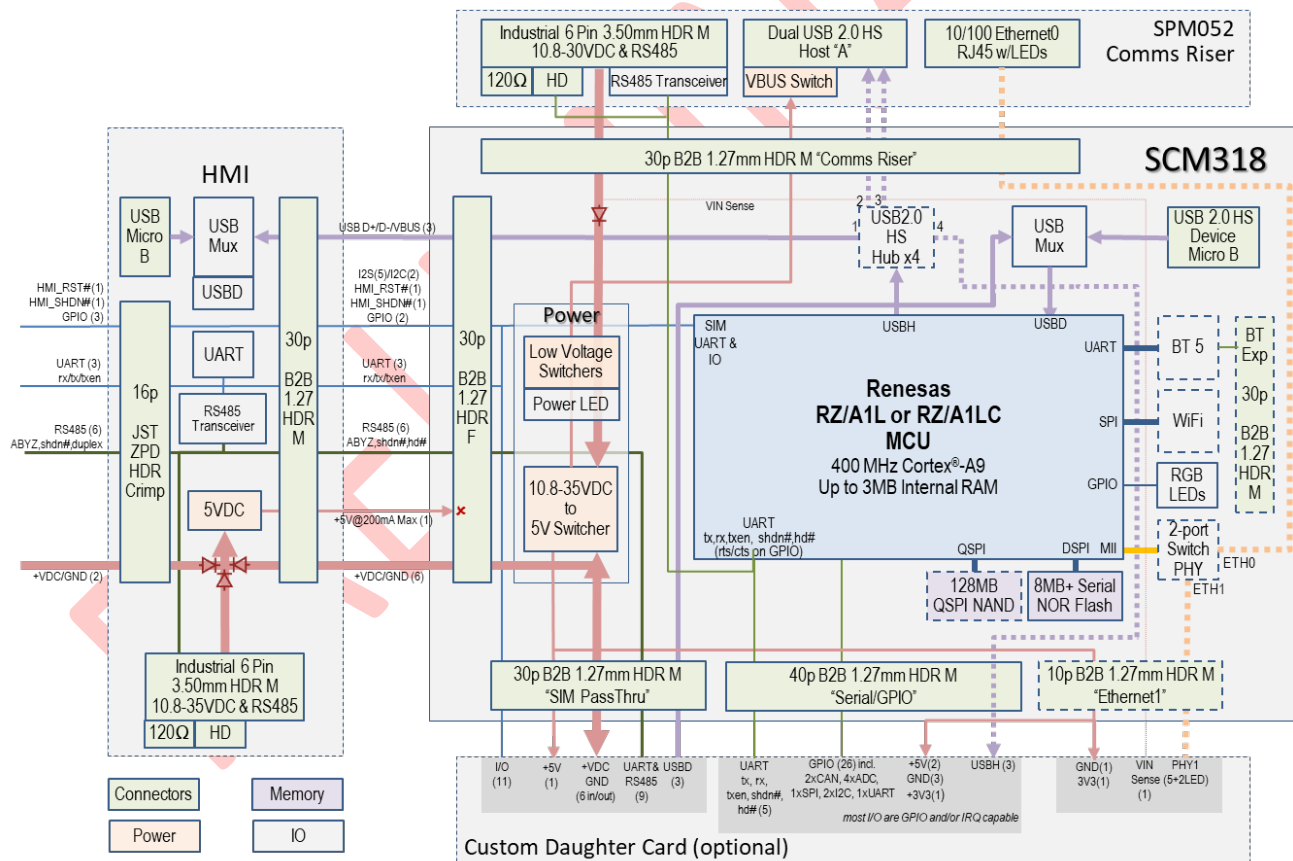 SPM052
Comms Riser
Industrial 6 Pin 3.50mm HDR M
10.8-30VDC & RS485
120Ω
HD
RS485 Transceiver
Dual USB 2.0 HS
Host “A”
VBUS Switch
10/100 Ethernet0
RJ45 w/LEDs
HMI
USB
Micro
B
USB
Mux
USBD
UART
RS485
Transceiver
5VDC
16p
JST
ZPD
HDR
Crimp
30p
B2B
1.27
HDR M
HMI_RST# (1)
HMI_SHDN# (1)
GPIO (3)
UART (3)
rx/tx/txen
RS485 (6)
ABYZ,shdn#,duplex
+VDC/GND (2)
Industrial 6 Pin
3.50mm HDR M
10.8-35VDC & RS485
120Ω
HD
USB D+/D-/VBUS (3)
I2S(5)/I2C(2)
HMI_RST# (1)
HMI_SHDN# (1)
GPIO (2)
UART (3)
rx/tx/txen
RS485 (6)
ABYZ,shdn#,hd#
+5V@200mA Max (1)
+VDC/GND (6)
SCM318
30p B2B 1.27mm HDR M “Comms Riser”
30p
B2B
1.27
HDR F
VIN Sense
Power
Low Voltage
Switchers
Power LED
10.8-35VDC
to
5V Switcher
1
2
3
4
USB2.0
HS
Hub x4
USB
Mux
USB 2.0 HS
Device
Micro B
SIM
UART &
IO
USBH
USBD
UART
SPI
GPIO
MII
DSPI
QSPI
UART
tx,rx,txen, shdn#,hd#
(rts/cts on GPIO)
Renesas
RZ/A1L or RZ/A1LC
MCU
400 MHz Cortex®-A9
Up to 3MB Internal RAM
BT 5
WiFi
RGB
LEDs
2-port
Switch
PHY
ETH0
ETH1
BT
Exp
30p
B2B
1.27
HDR
M
128MB
QSPI NAND
8MB+ Serial
NOR Flash
30p B2B 1.27mm HDR M
“SIM PassThru”
40p B2B 1.27mm HDR M
“Serial/GPIO”
10p B2B 1.27mm HDR M
“Ethernet1”
I/O
(11)
+5V
(1)
+VDC
GND
(6 in/out)
UART&
RS485
(9)
USBD
(3)
UART
tx, rx,
txen, shdn#,
hd# (5)
GPIO (26) incl.
2xCAN, 4xADC,
1xSPI, 2xI2C, 1xUART
+5V(2)
GND(3)
+3V3(1)
USBH (3)
most I/O are GPIO and/or IRQ capable
GND(1)
3V3(1)
VIN
Sense
(1)
PHY1
(5+2LED)
Custom Daughter Card (optional)
Connectors
Memory
Power
IO